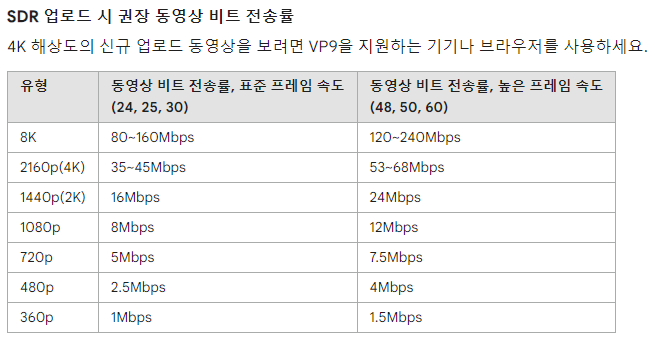 SDR 업로드 시 권장 동영상 비트 전송률
4K 해상도의 신규 업로드 동영상을 보려면 VP9을 지원하는 기기나 브라우저를 사용하세요.
유형 동영상 비트 전송률, 표준 프레임 속도 (24, 25, 30) 동영상 비트 전송률, 높은 프레임 속도 (48, 50, 60)
8K 80~160Mbps 120~240Mbps
2160p(4K) 35~45Mbps 53~68Mbps
1440p(2K) 16Mbps 24Mbps
1080p 8Mbps 12Mbps
720p 5Mbps 7.5Mbps
480p 2.5Mbps 4Mbps
360p 1Mbps 1.5Mbps